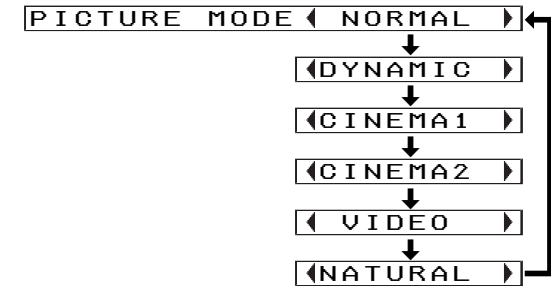 PICTURE MODE NORMAL
DYNAMIC
CINEMA1
CINEMA2
VIDEO
NATURAL